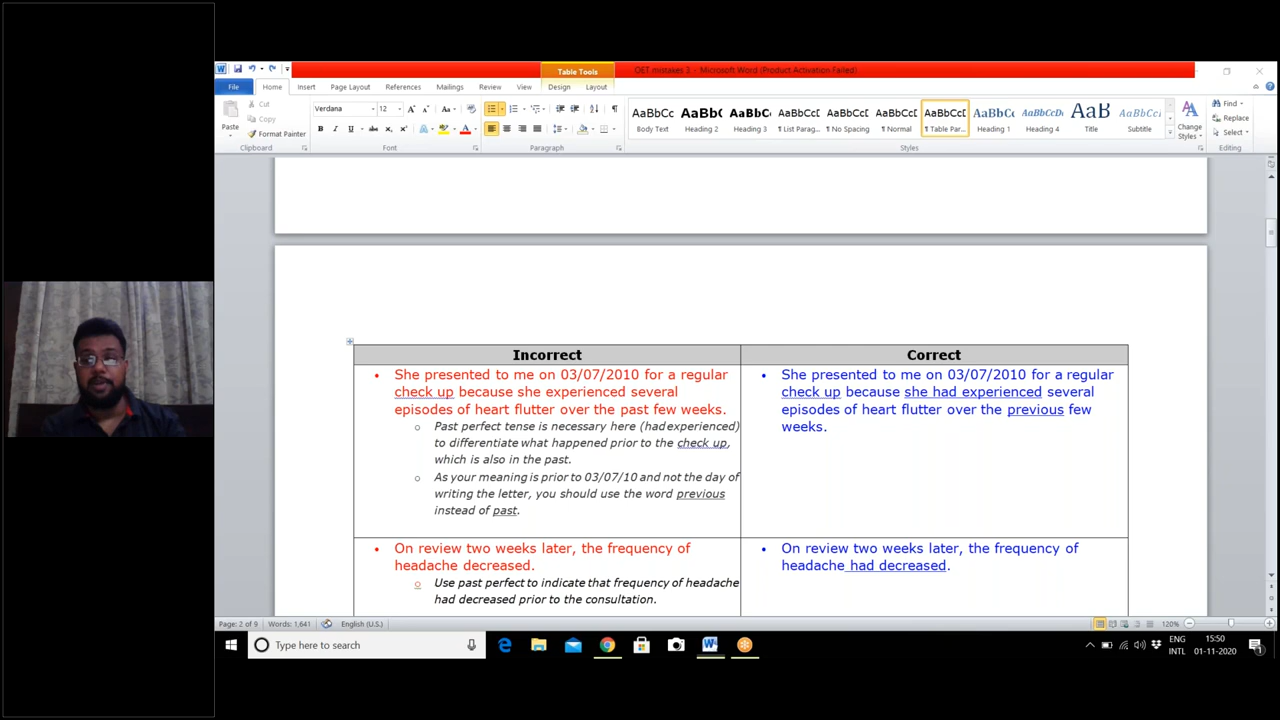 Table Tools
OET mistakes 3 - Microsoft Word (Product Activation Failed)
File Home Insert Page Layout References Mailings Review View Design Layout
Paste
Cut
Copy
Format Painter
Clipboard
Verdana 12
Font
Paragraph
AaBbCc Body Text
AaBbCc Heading 2
AaBbCc Heading 3
AaBbCcD ¶ List Parag...
AaBbCcD ¶ No Spacing
AaBbCcD ¶ Normal
AaBbCcD ¶ Table Par...
AaBbCc Heading 1
AaBbCcDc Heading 4
AaB Title
AaBbCcD Subtitle
Change Styles
Styles
Find
Replace
Select
Editing
Incorrect
She presented to me on 03/07/2010 for a regular
check up because she experienced several
episodes of heart flutter over the past few weeks.
Past perfect tense is necessary here (had experienced)
to differentiate what happened prior to the check up,
which is also in the past.
As your meaning is prior to 03/07/10 and not the day of
writing the letter, you should use the word previous
instead of past.
Correct
She presented to me on 03/07/2010 for a regular
check up because she had experienced several
episodes of heart flutter over the previous few
weeks.
On review two weeks later, the frequency of
headache decreased.
Use past perfect to indicate that frequency of headache
had decreased prior to the consultation.
On review two weeks later, the frequency of
headache had decreased.
Page: 2 of 9 Words: 1,641 English (U.S.) 120%
Type here to search
ENG
INTL
15:50
01-11-2020